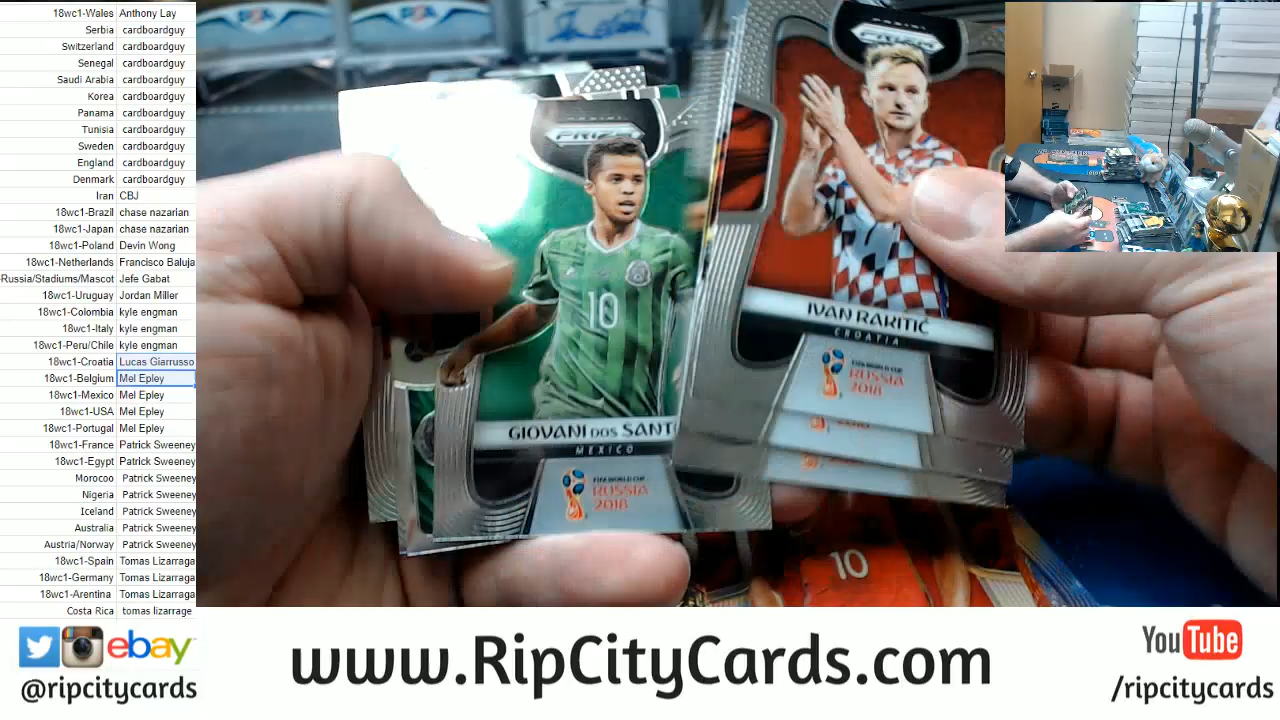 18wc1-Wales Anthony Lay
Serbia cardboardguy
Switzerland cardboardguy
Senegal cardboardguy
Saudi Arabia cardboardguy
Korea cardboardguy
Panama cardboardguy
Tunisia cardboardguy
Sweden cardboardguy
England cardboardguy
Denmark cardboardguy
Iran CBJ
18wc1-Brazil chase nazarian
18wc1-Japan chase nazarian
18wc1-Poland Devin Wong
18wc1-Netherlands Francisco Baluja
-Russia/Stadiums/Mascot Jefe Gabat
18wc1-Uruguay Jordan Miller
18wc1-Colombia kyle engman
18wc1-Italy kyle engman
18wc1-Peru/Chile kyle engman
18wc1-Croatia Lucas Giarrusso
18wc1-Belgium Mel Epley
18wc1-Mexico Mel Epley
18wc1-USA Mel Epley
18wc1-Portugal Mel Epley
18wc1-France Patrick Sweeney
18wc1-Egypt Patrick Sweeney
Morocoo Patrick Sweeney
Nigeria Patrick Sweeney
Iceland Patrick Sweeney
Australia Patrick Sweeney
Austria/Norway Patrick Sweeney
18wc1-Spain Tomas Lizarraga
18wc1-Germany Tomas Lizarraga
18wc1-Arentina Tomas Lizarraga
Costa Rica tomas lizarrage
PANINI
PRIZM
10
GIOVANI DOS SANT
MEXICO
FIFA WORLD CUP
RUSSIA
2018
PRIZM
IVAN RAKITIĆ
CROATIA
FIFA WORLD CUP
RUSSIA
2018
10
ebay
@ripcitycards
www.RipCityCards.com
YouTube
/ripcitycards